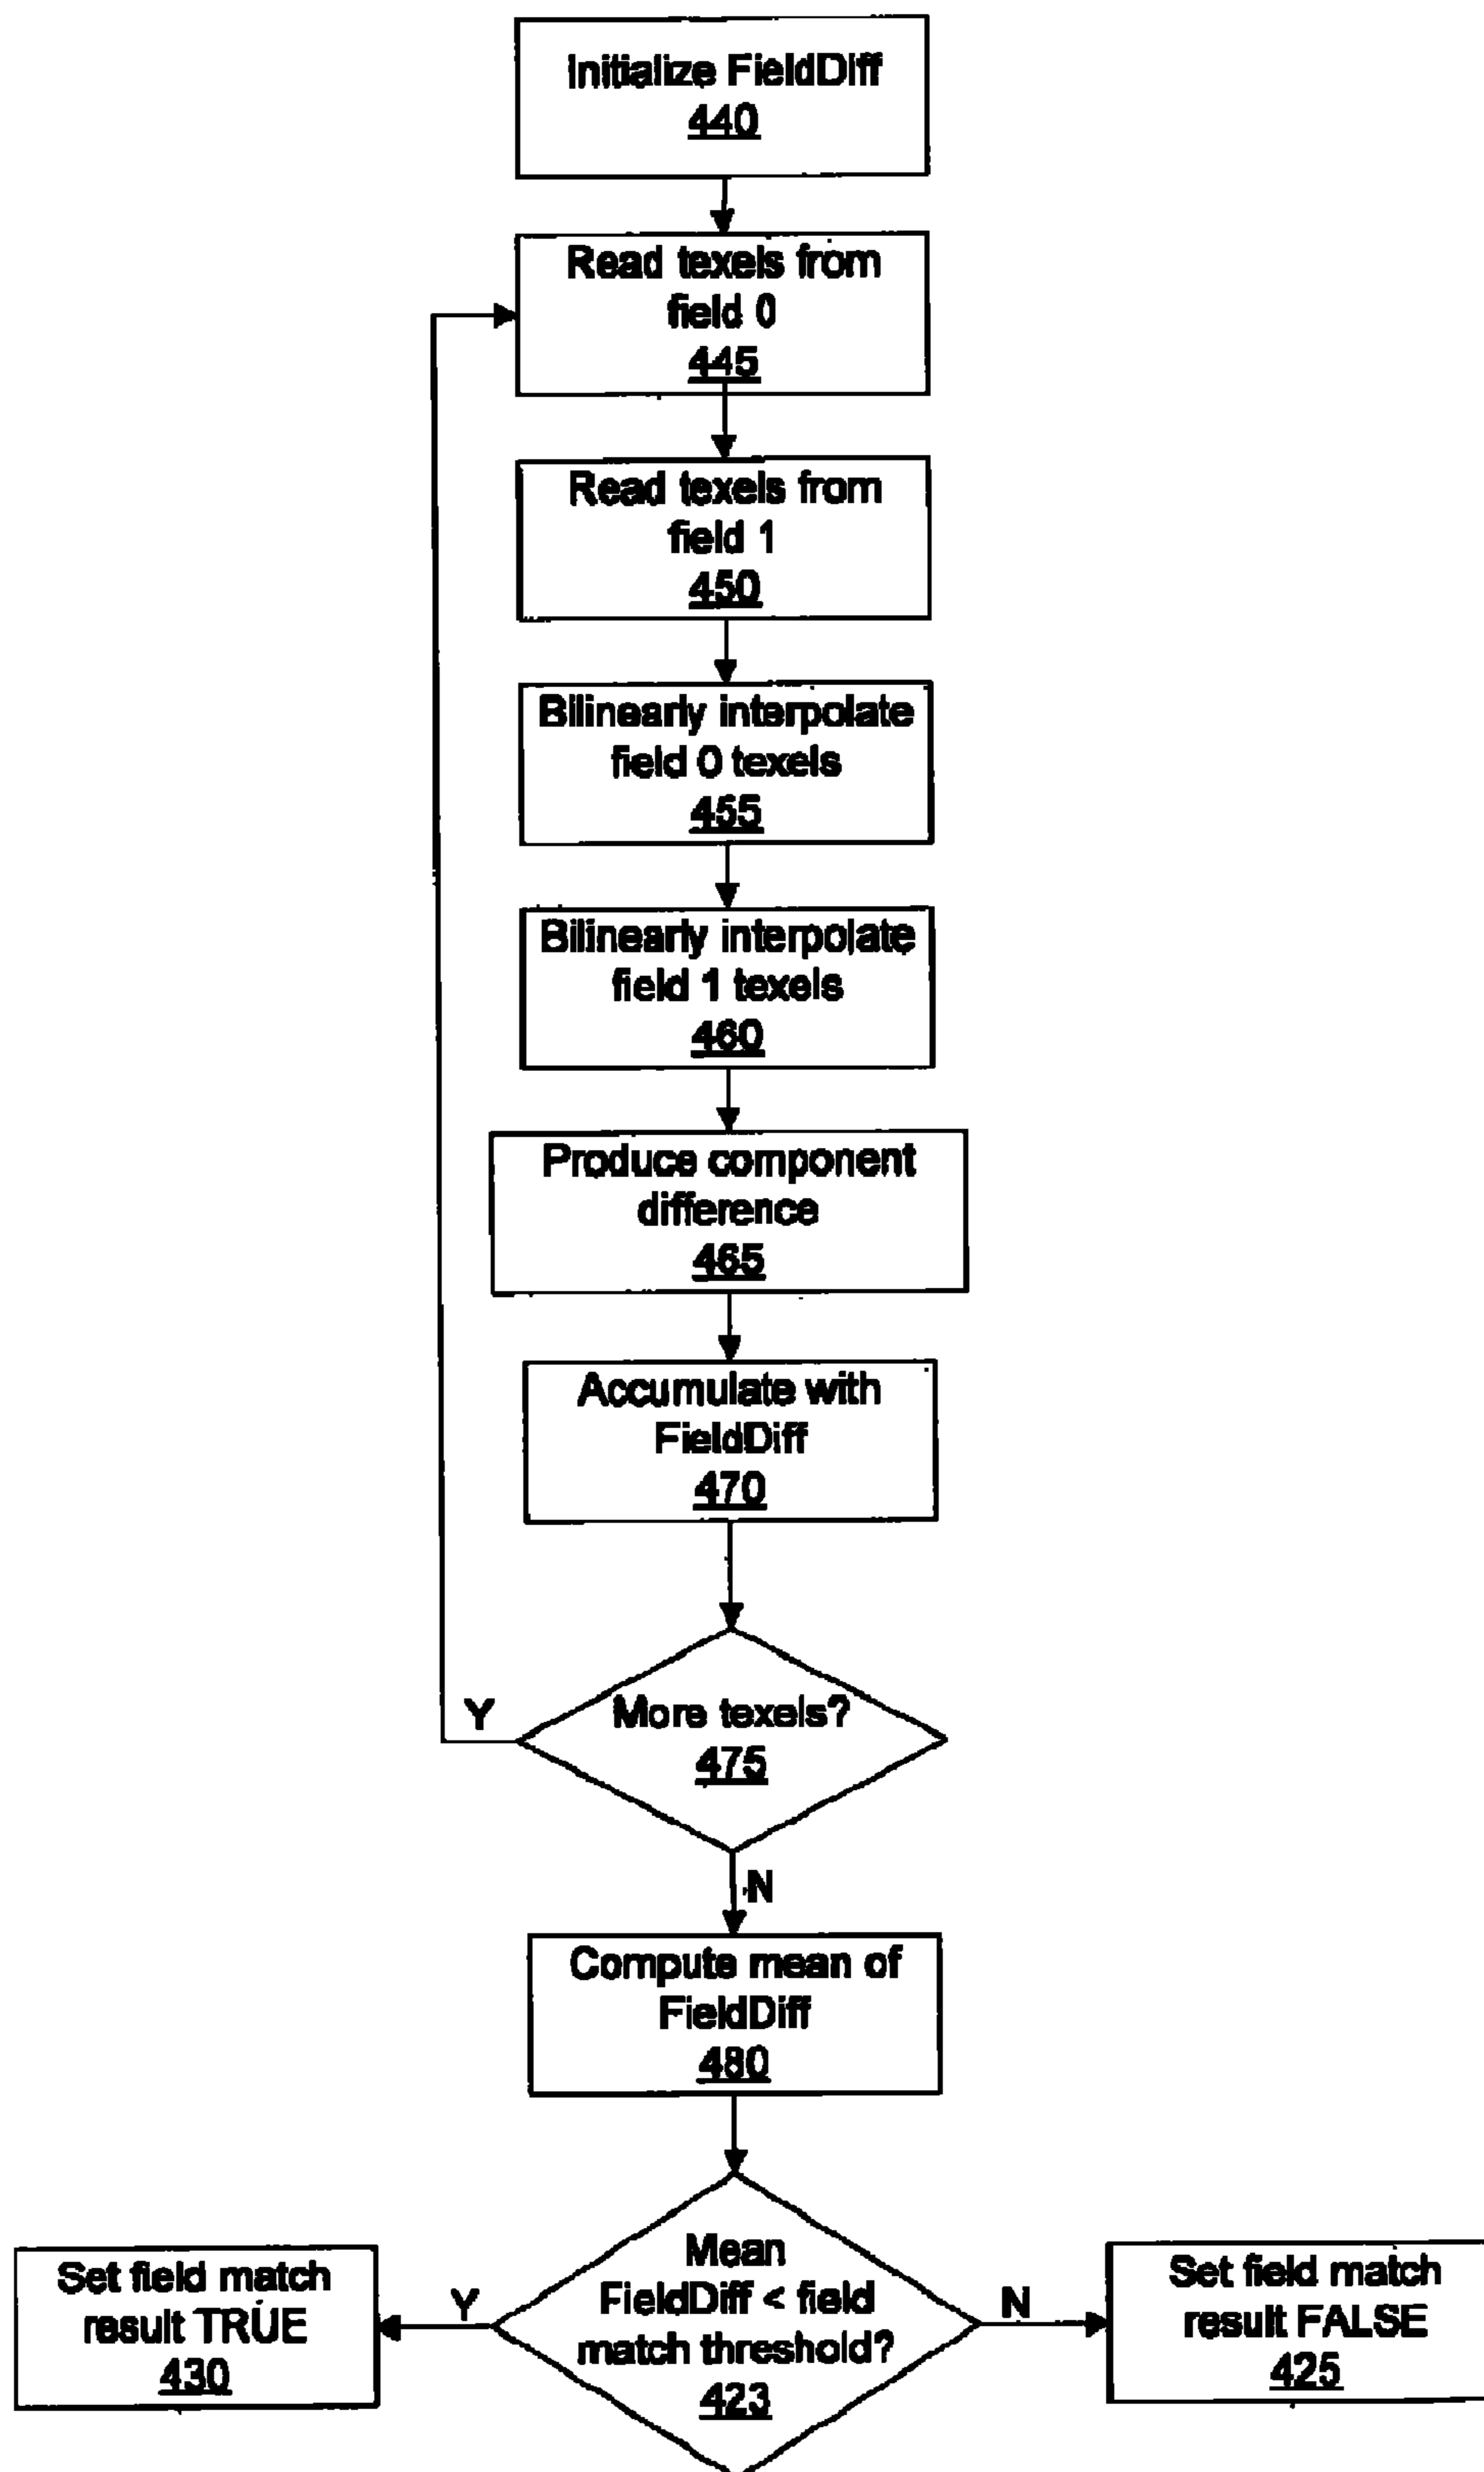 Initialize FieldDiff
440
Read texels from
field 0
445
Read texels from
field 1
450
Bilinearly interpolate
field 0 texels
455
Bilinearly interpolate
field 1 texels
460
Produce component
difference
465
Accumulate with
FieldDiff
470
More texels?
475
Y
N
Compute mean of
FieldDiff
480
Mean
FieldDiff < field
match threshold?
423
Y
N
Set field match
result TRUE
430
Set field match
result FALSE
425